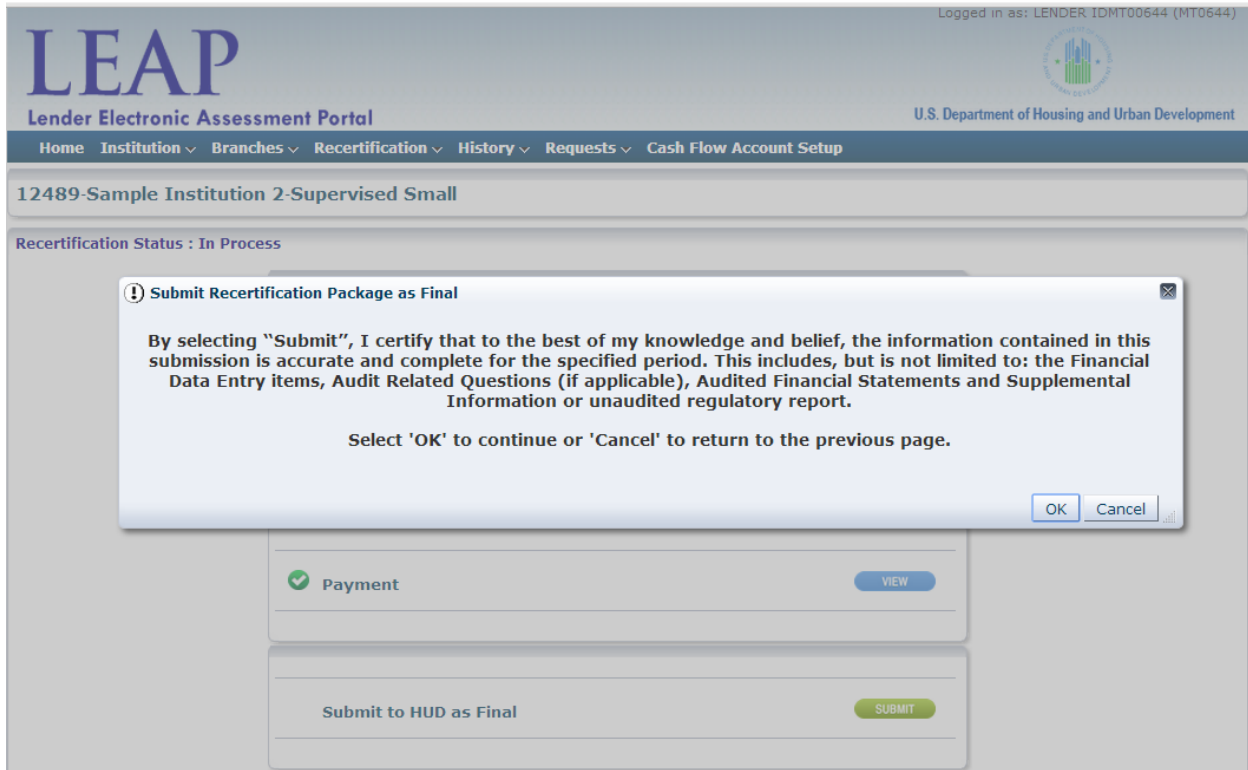 Logged in as: LENDER IDMT00644 (MT0644)
LEAP
Lender Electronic Assessment Portal
U.S. Department of Housing and Urban Development
Home Institution Branches Recertification History Requests Cash Flow Account Setup
12489-Sample Institution 2-Supervised Small
Recertification Status : In Process
Submit Recertification Package as Final
By selecting “Submit”, I certify that to the best of my knowledge and belief, the information contained in this
submission is accurate and complete for the specified period. This includes, but is not limited to: the Financial
Data Entry items, Audit Related Questions (if applicable), Audited Financial Statements and Supplemental
Information or unaudited regulatory report.
Select 'OK' to continue or 'Cancel' to return to the previous page.
OK Cancel
Payment VIEW
Submit to HUD as Final SUBMIT